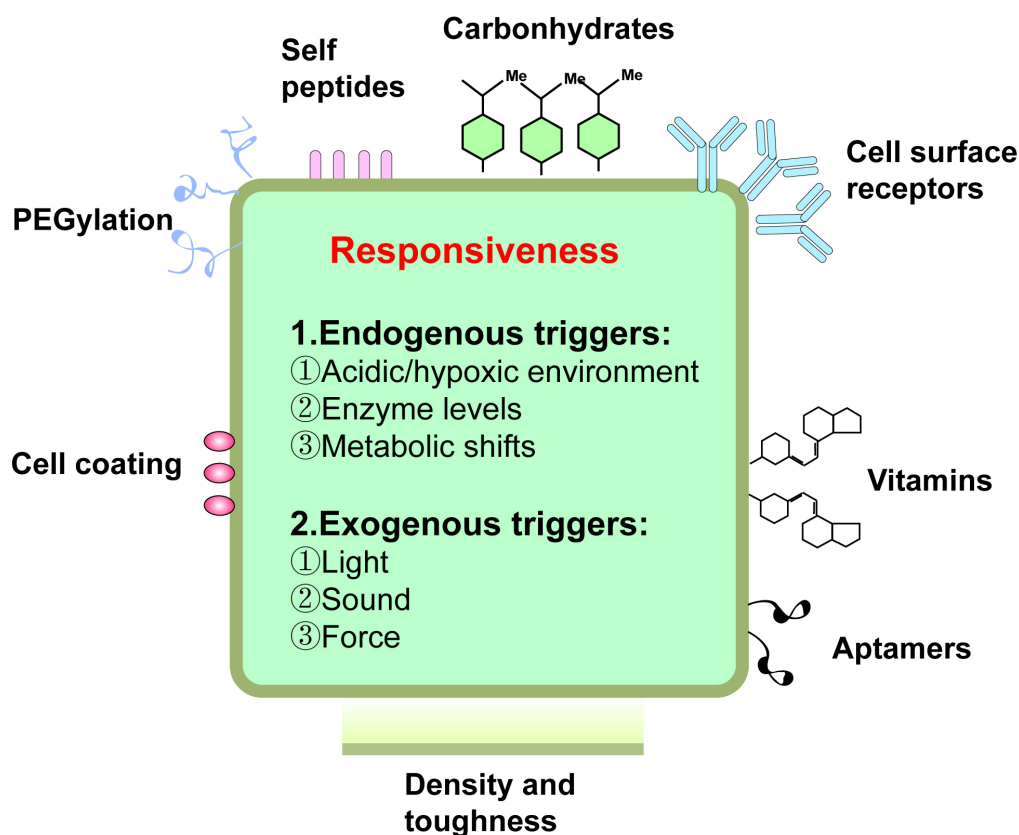 Carbonhydrates
Self
peptides
Me
Me
Me
Cell surface
receptors
PEGylation
Responsiveness
1.Endogenous triggers:
①Acidic/hypoxic environment
②Enzyme levels
③Metabolic shifts
Cell coating
Vitamins
2.Exogenous triggers:
①Light
②Sound
③Force
Aptamers
Density and
toughness